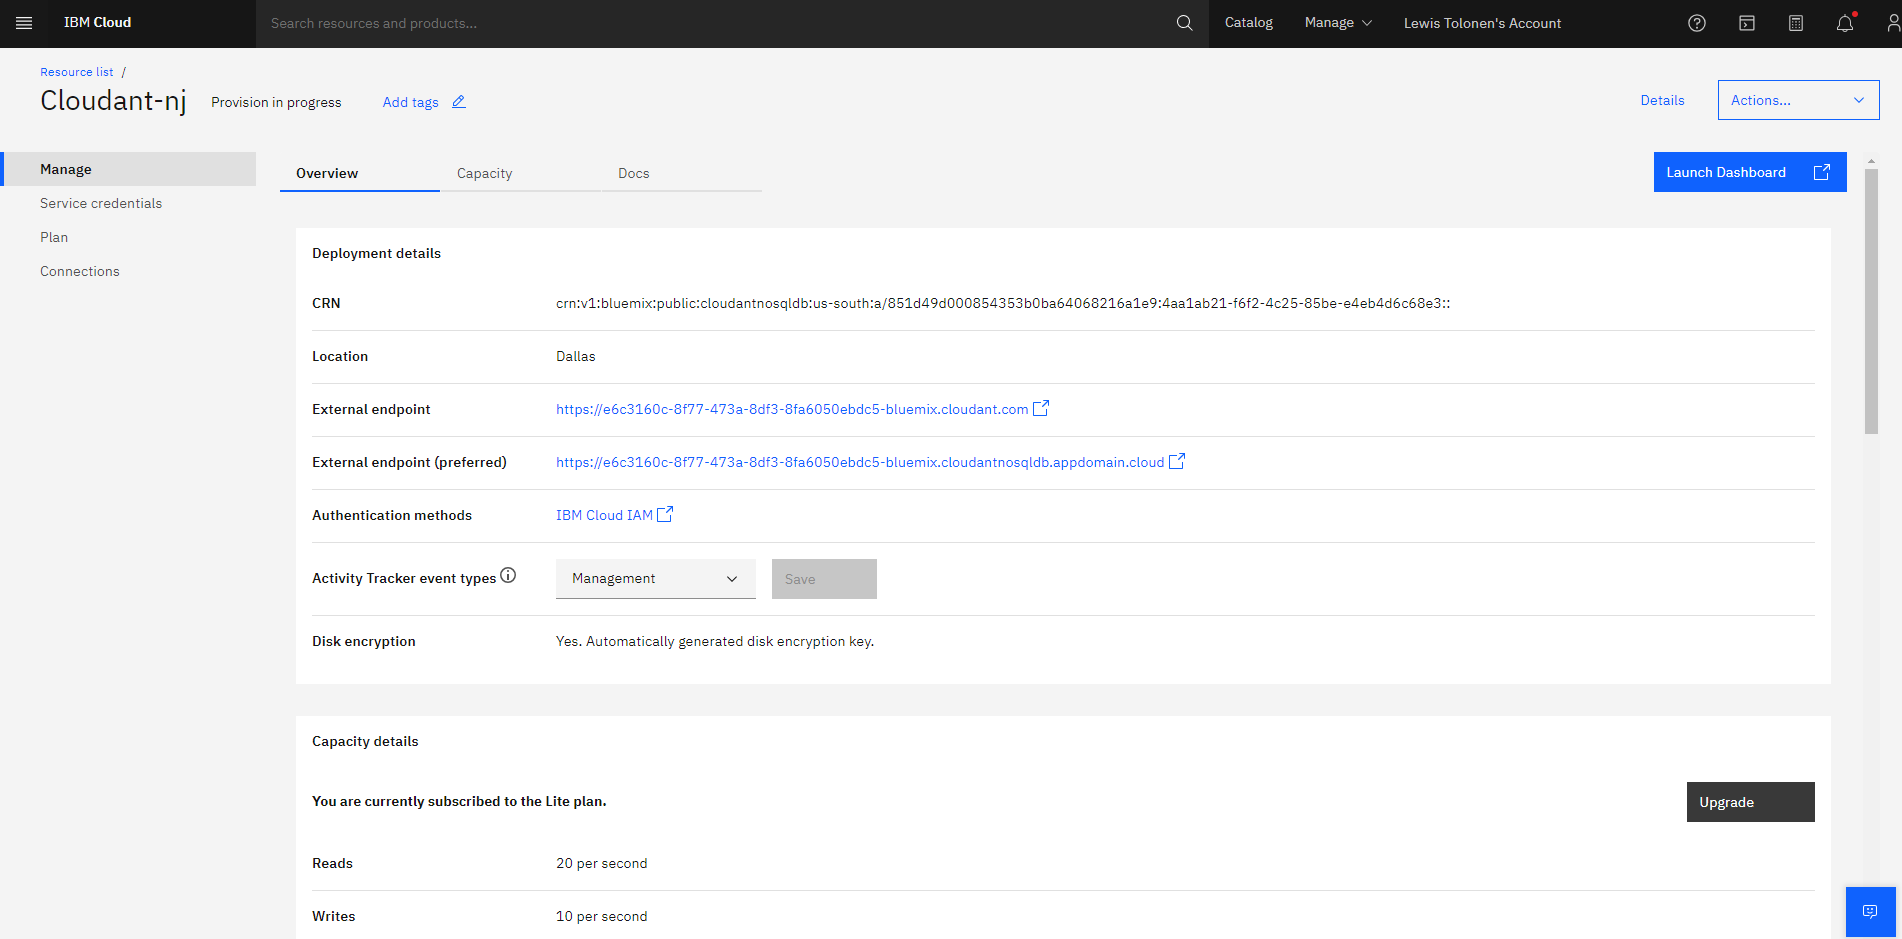 IBM Cloud
Search resources and products...
Catalog
Manage
Lewis Tolonen's Account
Resource list /
Cloudant-nj
Provision in progress
Add tags
Details
Actions...
Manage
Service credentials
Plan
Connections
Overview
Capacity
Docs
Launch Dashboard
Deployment details
CRN
crn:v1:bluemix:public:cloudantnosqldb:us-south:a/851d49d000854353b0ba64068216a1e9:4aa1ab21-f6f2-4c25-85be-e4eb4d6c68e3::
Location
Dallas
External endpoint
https://e6c3160c-8f77-473a-8df3-8fa6050ebdc5-bluemix.cloudant.com
External endpoint (preferred)
https://e6c3160c-8f77-473a-8df3-8fa6050ebdc5-bluemix.cloudantnosqldb.appdomain.cloud
Authentication methods
IBM Cloud IAM
Activity Tracker event types
Management
Save
Disk encryption
Yes. Automatically generated disk encryption key.
Capacity details
You are currently subscribed to the Lite plan.
Upgrade
Reads
20 per second
Writes
10 per second